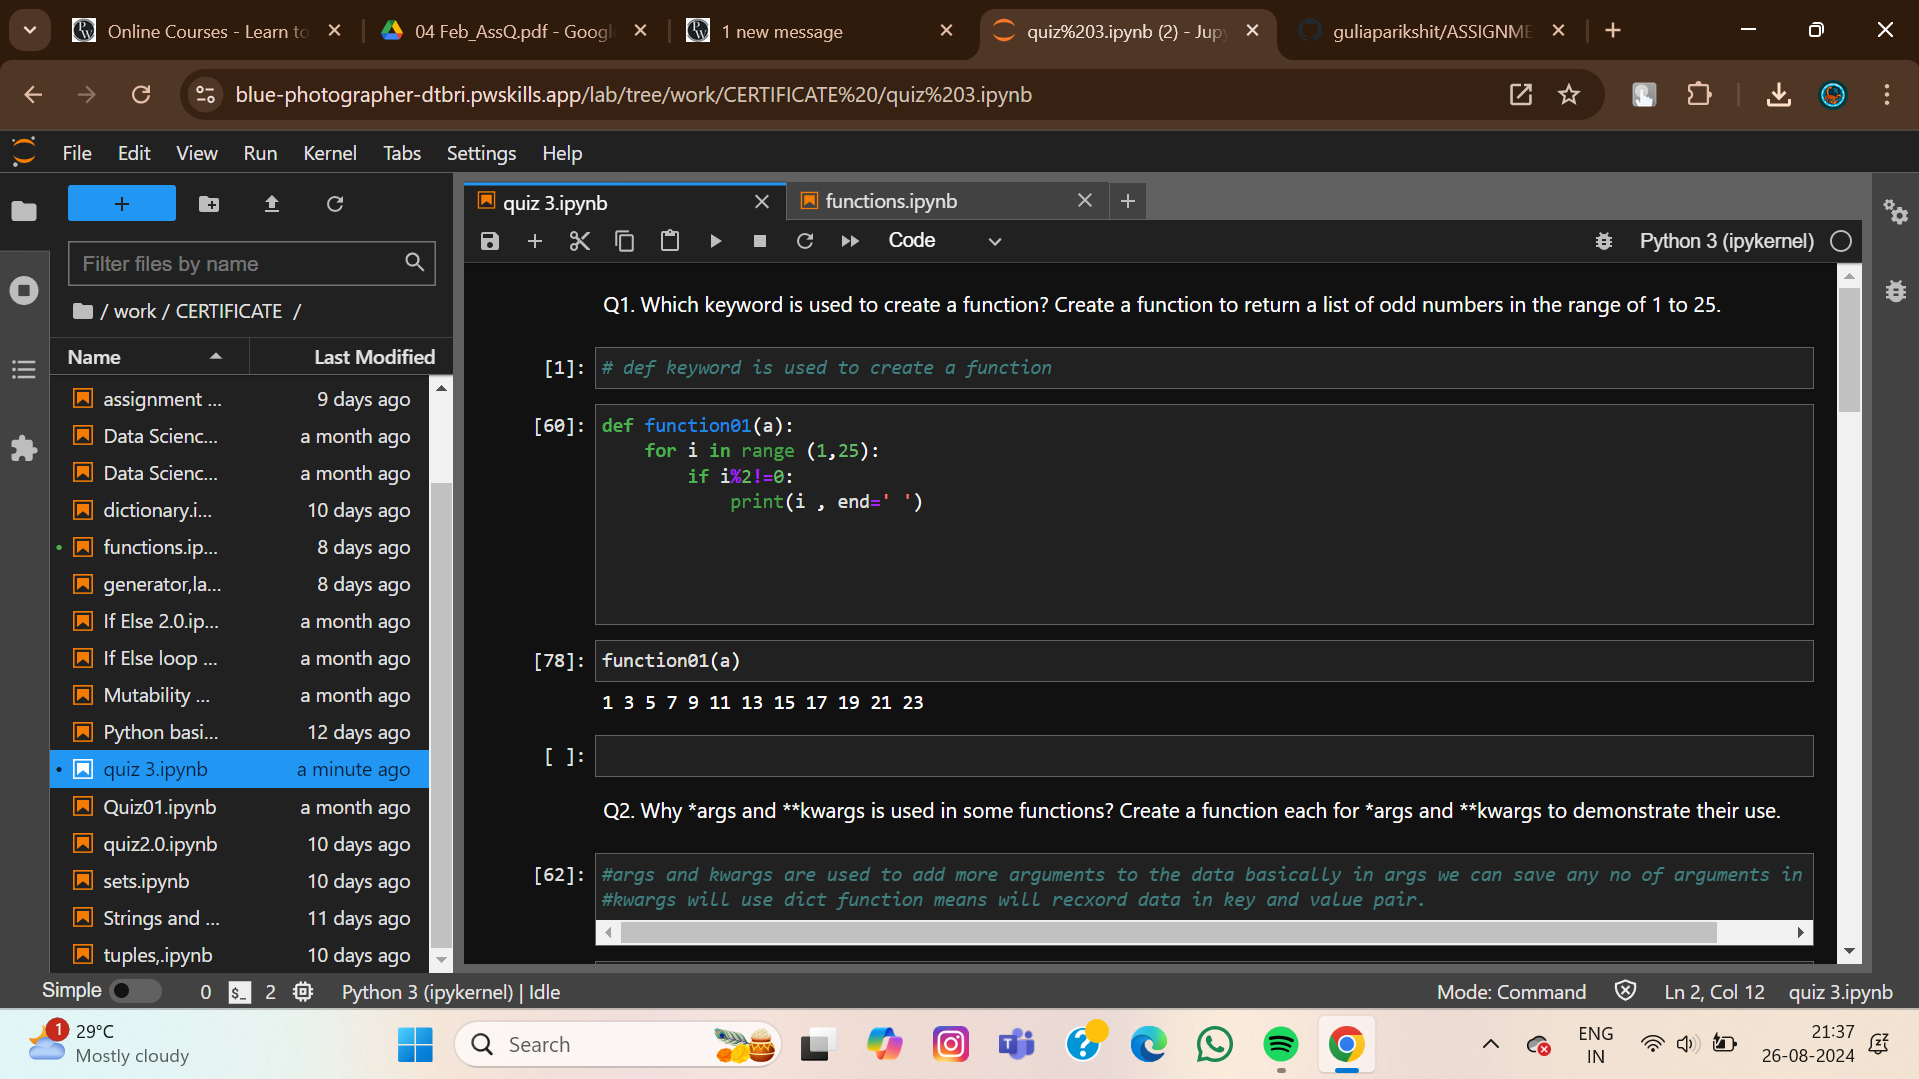 Online Courses - Learn to
04 Feb_AssQ.pdf - Googl
1 new message
quiz%203.ipynb (2) - Jupy
guliaparikshit/ASSIGNME
blue-photographer-dtbri.pwskills.app/lab/tree/work/CERTIFICATE%20/quiz%203.ipynb
File Edit View Run Kernel Tabs Settings Help
quiz 3.ipynb
functions.ipynb
Code
Python 3 (ipykernel)
Filter files by name
/ work / CERTIFICATE /
Name Last Modified
assignment ... 9 days ago
Data Scienc... a month ago
Data Scienc... a month ago
dictionary.i... 10 days ago
functions.ip... 8 days ago
generator,la... 8 days ago
If Else 2.0.ip... a month ago
If Else loop ... a month ago
Mutability ... a month ago
Python basi... 12 days ago
quiz 3.ipynb a minute ago
Quiz01.ipynb a month ago
quiz2.0.ipynb 10 days ago
sets.ipynb 10 days ago
Strings and ... 11 days ago
tuples,.ipynb 10 days ago
Q1. Which keyword is used to create a function? Create a function to return a list of odd numbers in the range of 1 to 25.
[1]: # def keyword is used to create a function
[60]: def function01(a):
for i in range (1,25):
if i%2!=0:
print(i , end=' ')
[78]: function01(a)
1 3 5 7 9 11 13 15 17 19 21 23
[ ]:
Q2. Why *args and **kwargs is used in some functions? Create a function each for *args and **kwargs to demonstrate their use.
[62]: #args and kwargs are used to add more arguments to the data basically in args we can save any no of arguments in
#kwargs will use dict function means will recxord data in key and value pair.
Simple 0 $_ 2 Python 3 (ipykernel) | Idle
Mode: Command Ln 2, Col 12 quiz 3.ipynb
1 29°C
Mostly cloudy
Search
ENG
IN
21:37
26-08-2024